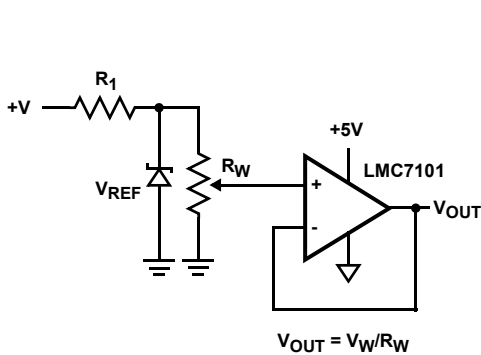 R1
+V
+5V
RW
LMC7101
VREF
+
-
VOUT
VOUT = VW/RW